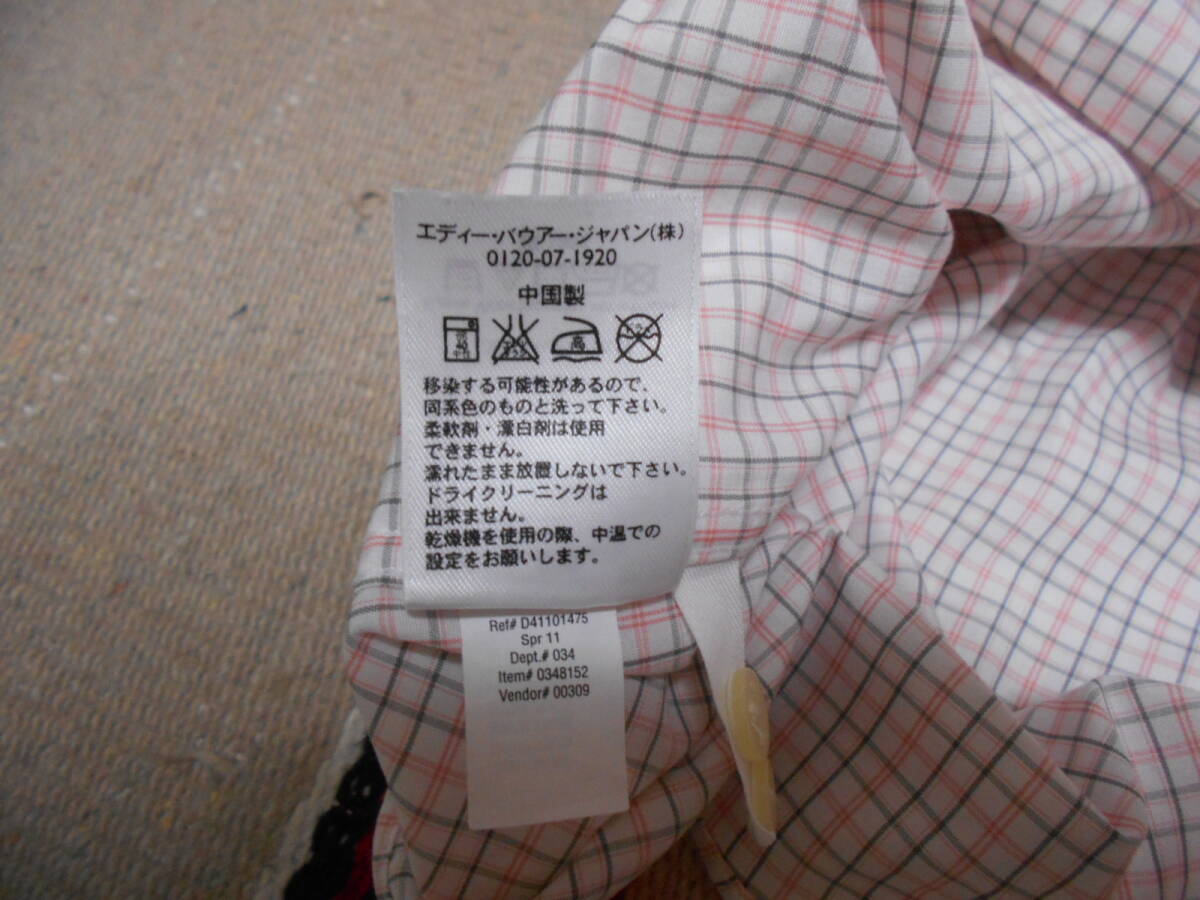 エディー・バウアー・ジャパン(株)
0120-07-1920
中国製
高
移染する可能性があるので、
同系色のものと洗って下さい。
柔軟剤・漂白剤は使用
できません。
濡れたまま放置しないで下さい。
ドライクリーニングは
出来ません。
乾燥機を使用の際、中温での
設定をお願いします。
Ref# D41101475
Spr 11
Dept.# 034
Item# 0348152
Vendor# 00309